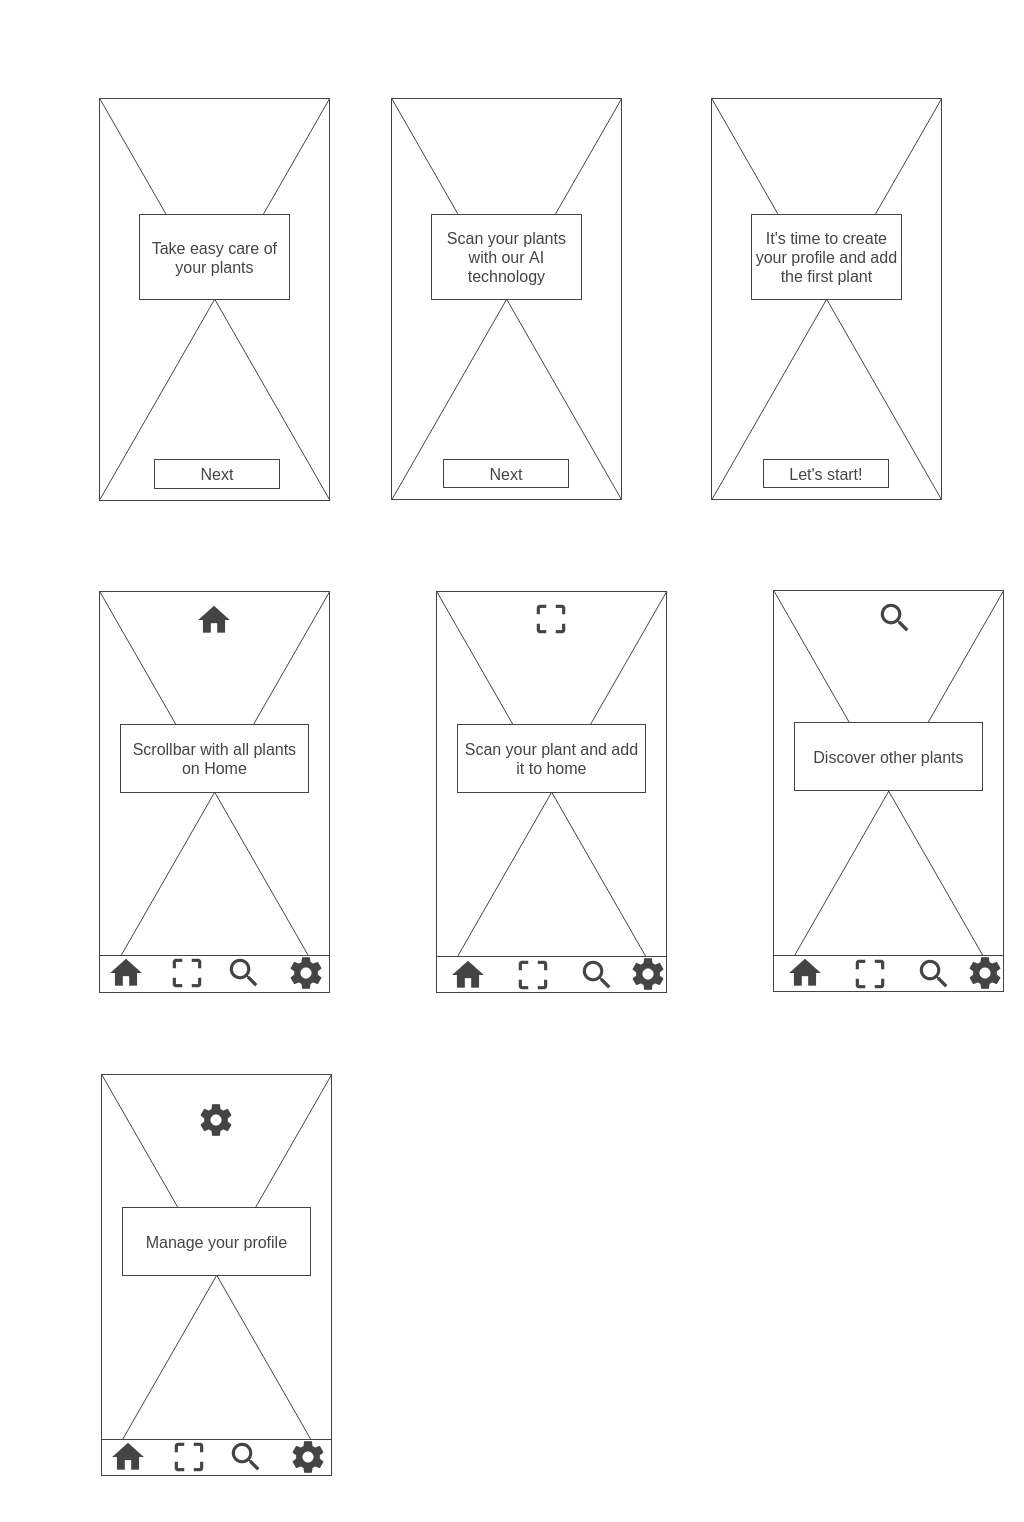 Take easy care of
your plants
Next
Scan your plants
with our AI
technology
Next
It's time to create
your profile and add
the first plant
Let's start!
Scrollbar with all plants
on Home
Scan your plant and add
it to home
Discover other plants
Manage your profile